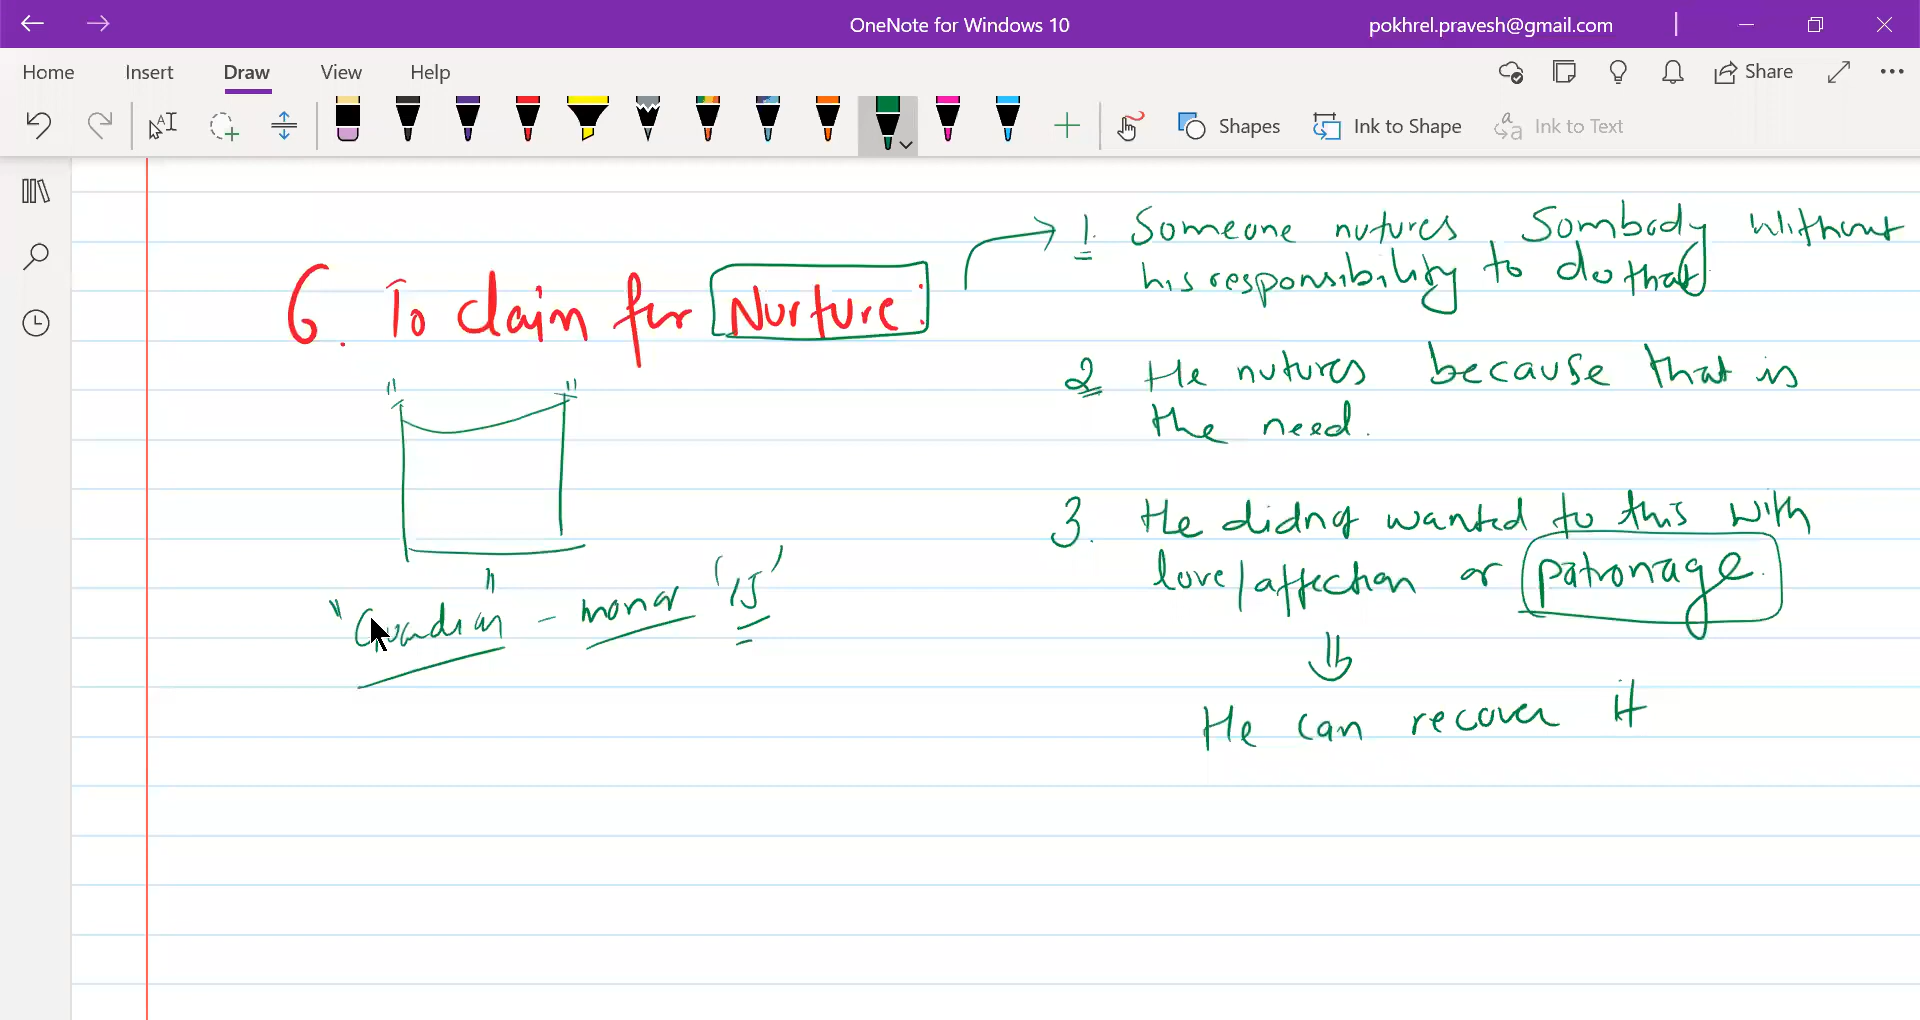 OneNote for Windows 10
pokhrel.pravesh@gmail.com
Home Insert Draw View Help
Share
Shapes Ink to Shape Ink to Text
6. To claim for Nurture:
1. Someone nutures Sombody without
his responsibility to do that
2 He nutures because that is
the need.
3. He didnot wanted to this with
love/affection or patronage.
He can recover it
"Guardian - monor '15'